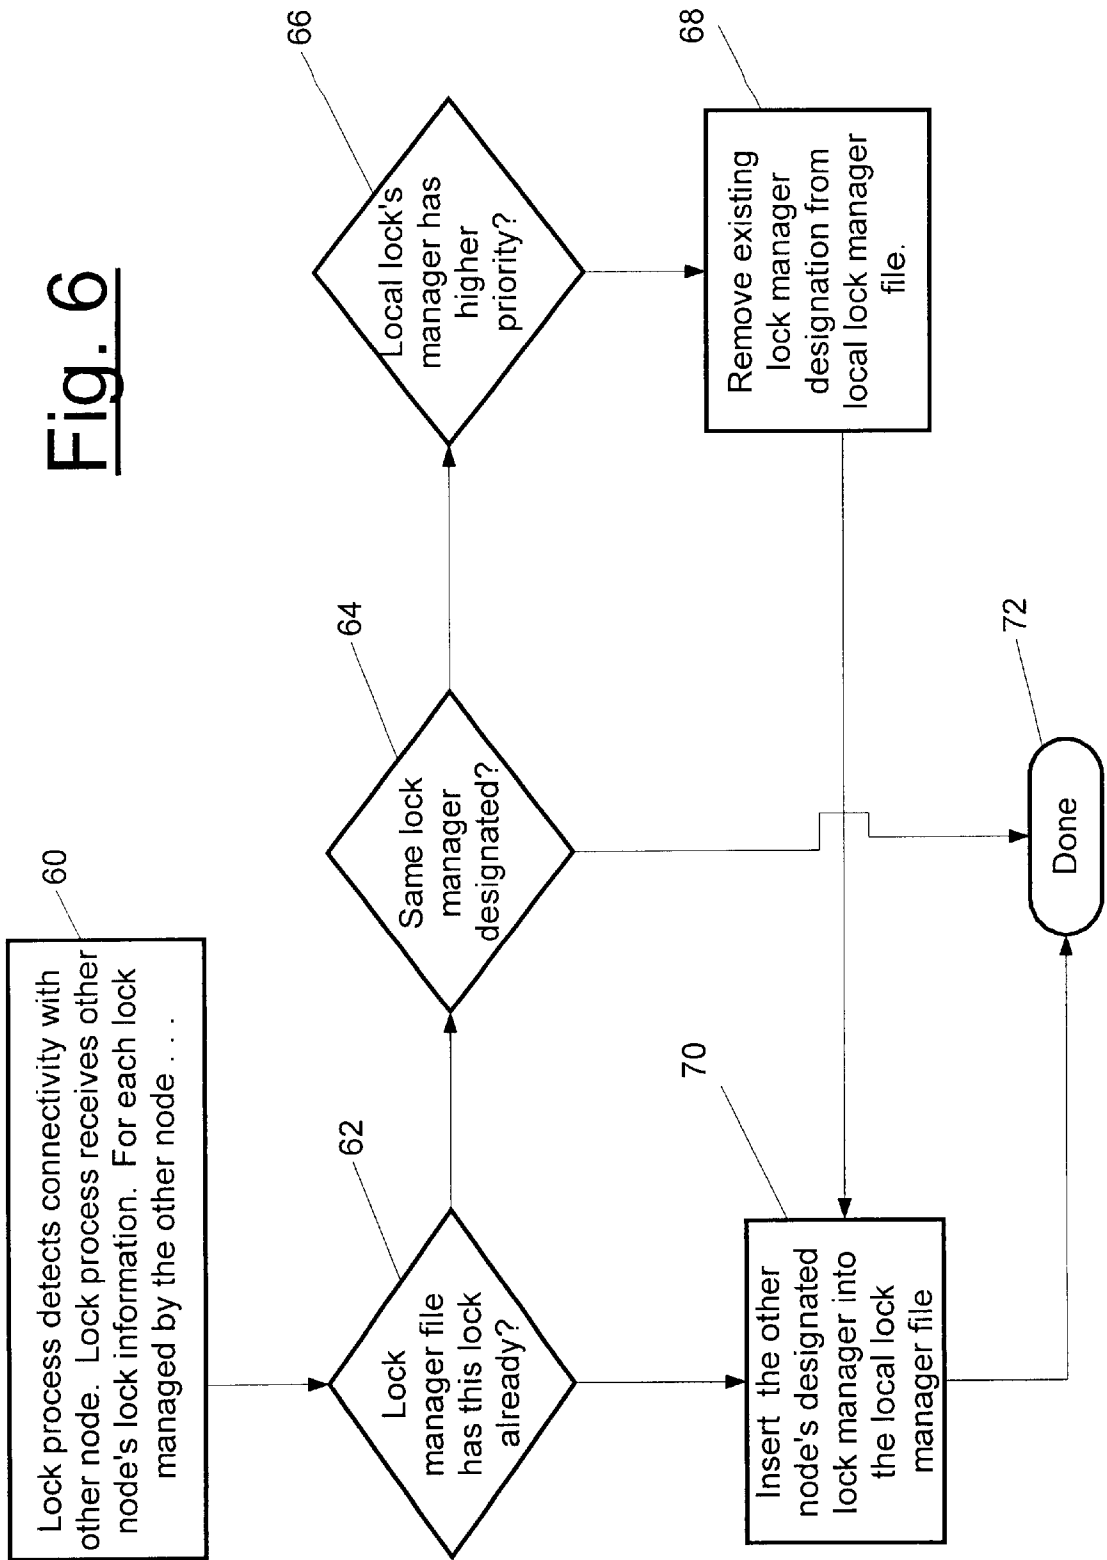 Fig. 6
60
Lock process detects connectivity with
other node. Lock process receives other
node's lock information. For each lock
managed by the other node . . .
62
Lock
manager file
has this lock
already?
64
Same lock
manager
designated?
66
Local lock's
manager has
higher
priority?
68
Remove existing
lock manager
designation from
local lock manager
file.
70
Insert the other
node's designated
lock manager into
the local lock
manager file
72
Done